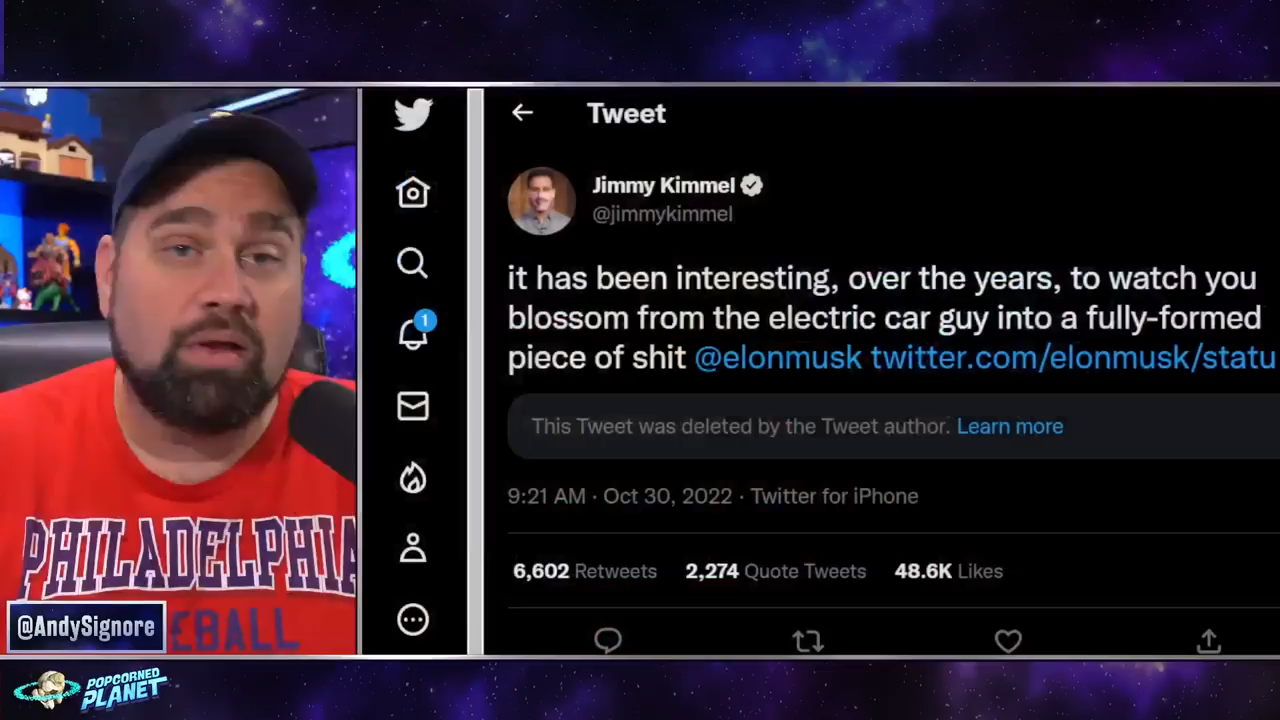 PHILADELPHIA
EBALL
@AndySignore
POPCORNED
PLANET
1
Tweet
Jimmy Kimmel
@jimmykimmel
it has been interesting, over the years, to watch you
blossom from the electric car guy into a fully-formed
piece of shit @elonmusk twitter.com/elonmusk/statu
This Tweet was deleted by the Tweet author. Learn more
9:21 AM · Oct 30, 2022 · Twitter for iPhone
6,602 Retweets 2,274 Quote Tweets 48.6K Likes